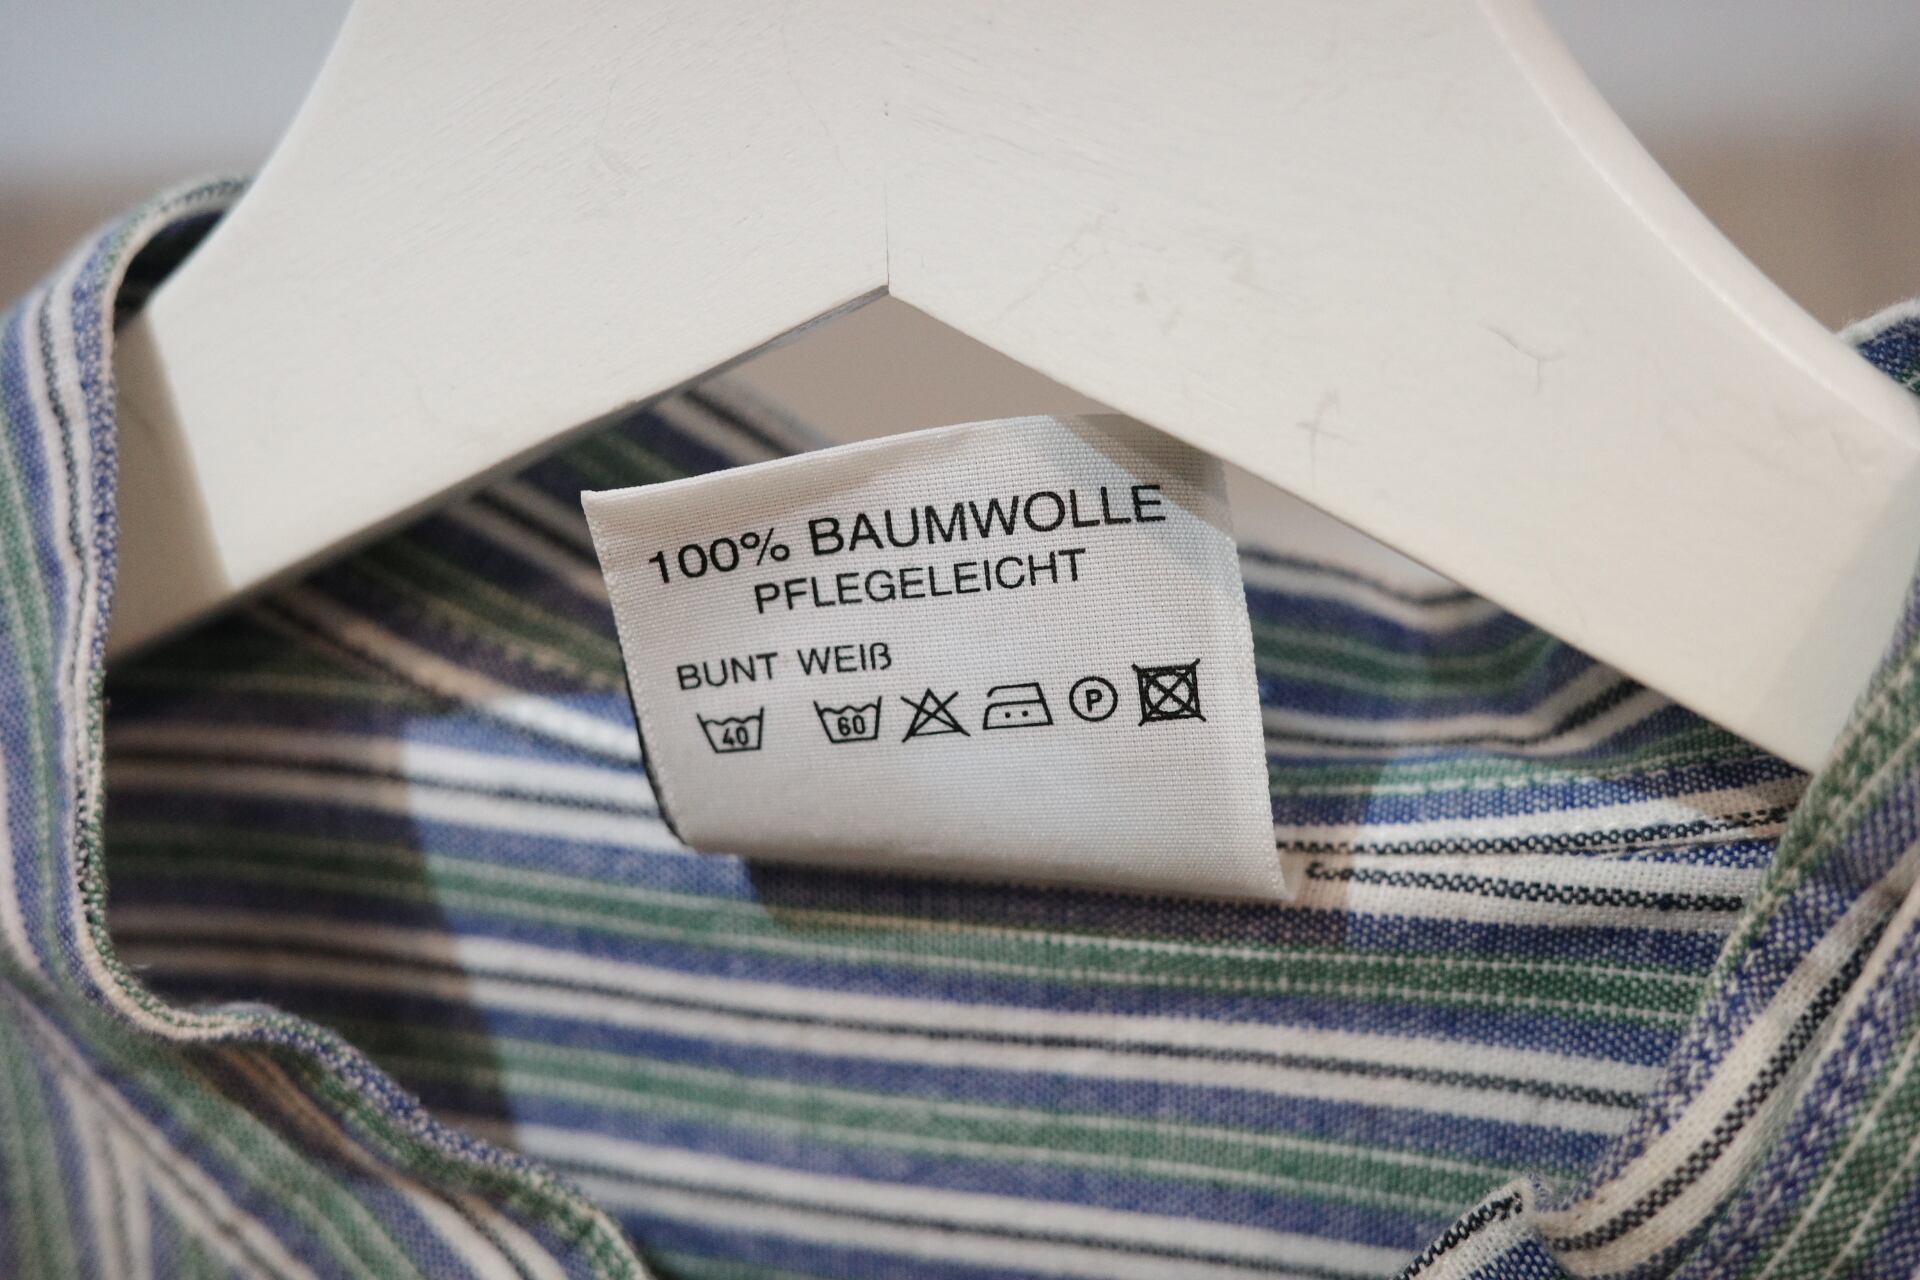 100% BAUMWOLLE
PFLEGELEICHT
BUNT WEIß
40 60 P